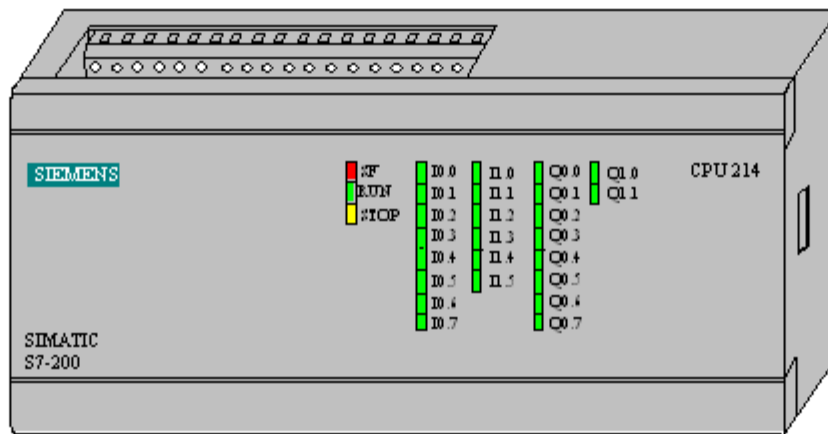 SIEMENS
SF
RUN
STOP
I0.0
I0.1
I0.2
I0.3
I0.4
I0.5
I0.6
I0.7
I1.0
I1.1
I1.2
I1.3
I1.4
I1.5
Q0.0
Q0.1
Q0.2
Q0.3
Q0.4
Q0.5
Q0.6
Q0.7
Q1.0
Q1.1
CPU 214
SIMATIC
S7-200